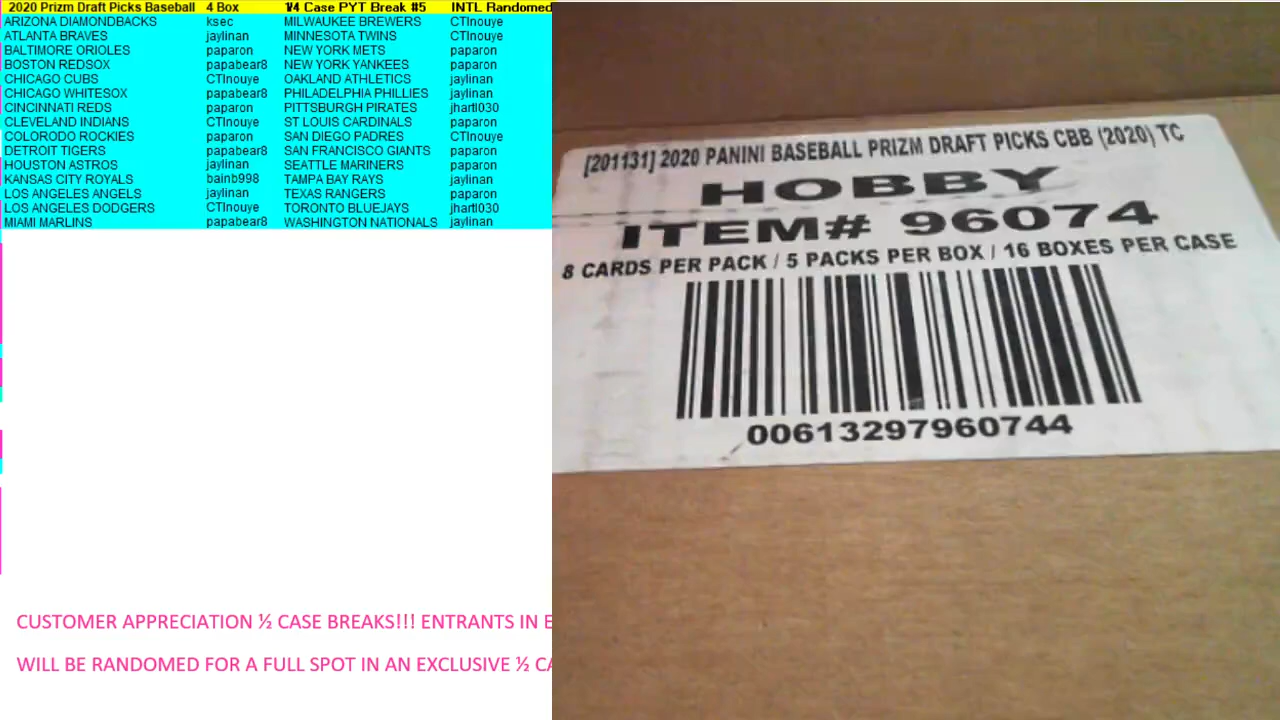 2020 Prizm Draft Picks Baseball 4 Box 1/4 Case PYT Break #5 INTL Randomed
ARIZONA DIAMONDBACKS ksec MILWAUKEE BREWERS CTInouye
ATLANTA BRAVES jaylinan MINNESOTA TWINS CTInouye
BALTIMORE ORIOLES paparon NEW YORK METS paparon
BOSTON REDSOX papabear8 NEW YORK YANKEES paparon
CHICAGO CUBS CTInouye OAKLAND ATHLETICS jaylinan
CHICAGO WHITESOX papabear8 PHILADELPHIA PHILLIES jaylinan
CINCINNATI REDS paparon PITTSBURGH PIRATES jhartl030
CLEVELAND INDIANS CTInouye ST LOUIS CARDINALS paparon
COLORODO ROCKIES paparon SAN DIEGO PADRES CTInouye
DETROIT TIGERS papabear8 SAN FRANCISCO GIANTS paparon
HOUSTON ASTROS jaylinan SEATTLE MARINERS paparon
KANSAS CITY ROYALS bainb998 TAMPA BAY RAYS jaylinan
LOS ANGELES ANGELS jaylinan TEXAS RANGERS paparon
LOS ANGELES DODGERS CTInouye TORONTO BLUEJAYS jhartl030
MIAMI MARLINS papabear8 WASHINGTON NATIONALS jaylinan
CUSTOMER APPRECIATION ½ CASE BREAKS!!! ENTRANTS IN E
WILL BE RANDOMED FOR A FULL SPOT IN AN EXCLUSIVE ½ CA
[201131] 2020 PANINI BASEBALL PRIZM DRAFT PICKS CBB (2020) TC
HOBBY
ITEM# 96074
8 CARDS PER PACK / 5 PACKS PER BOX / 16 BOXES PER CASE
00613297960744